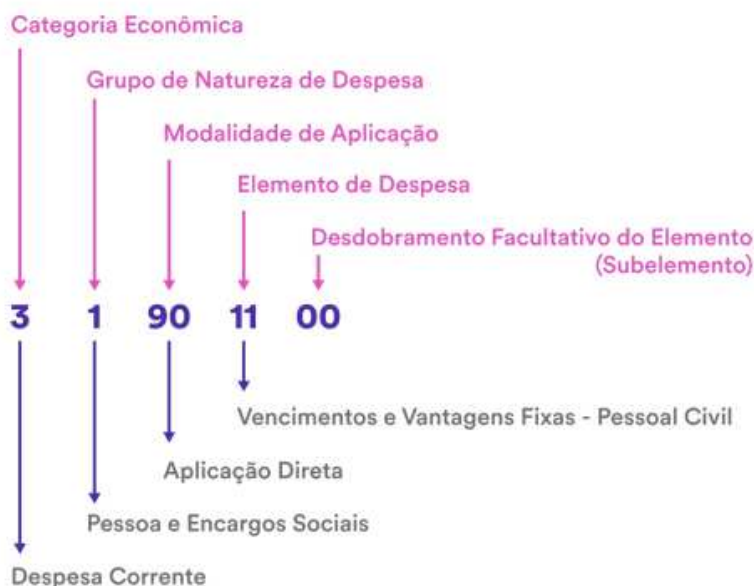 Categoria Econômica
Grupo de Natureza de Despesa
Modalidade de Aplicação
Elemento de Despesa
Desdobramento Facultativo do Elemento
(Subelemento)
3 1 90 11 00
Vencimentos e Vantagens Fixas - Pessoal Civil
Aplicação Direta
Pessoa e Encargos Sociais
Despesa Corrente